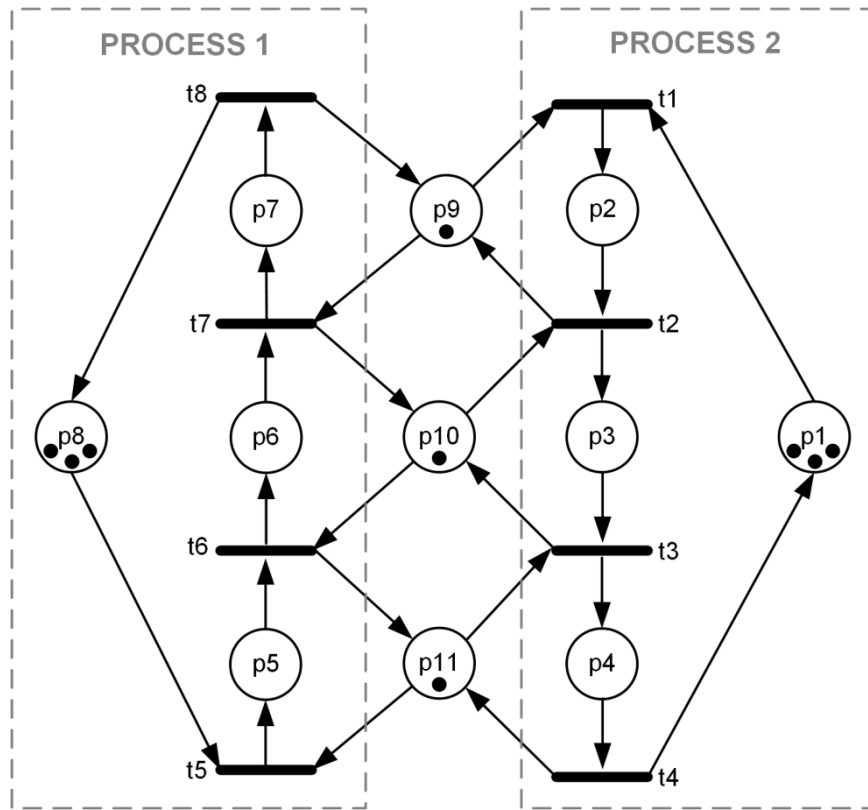 PROCESS 1
PROCESS 2
t8
t1
p7
p9
p2
t7
t2
p8
p6
p10
p3
p1
t6
t3
p5
p11
p4
t5
t4